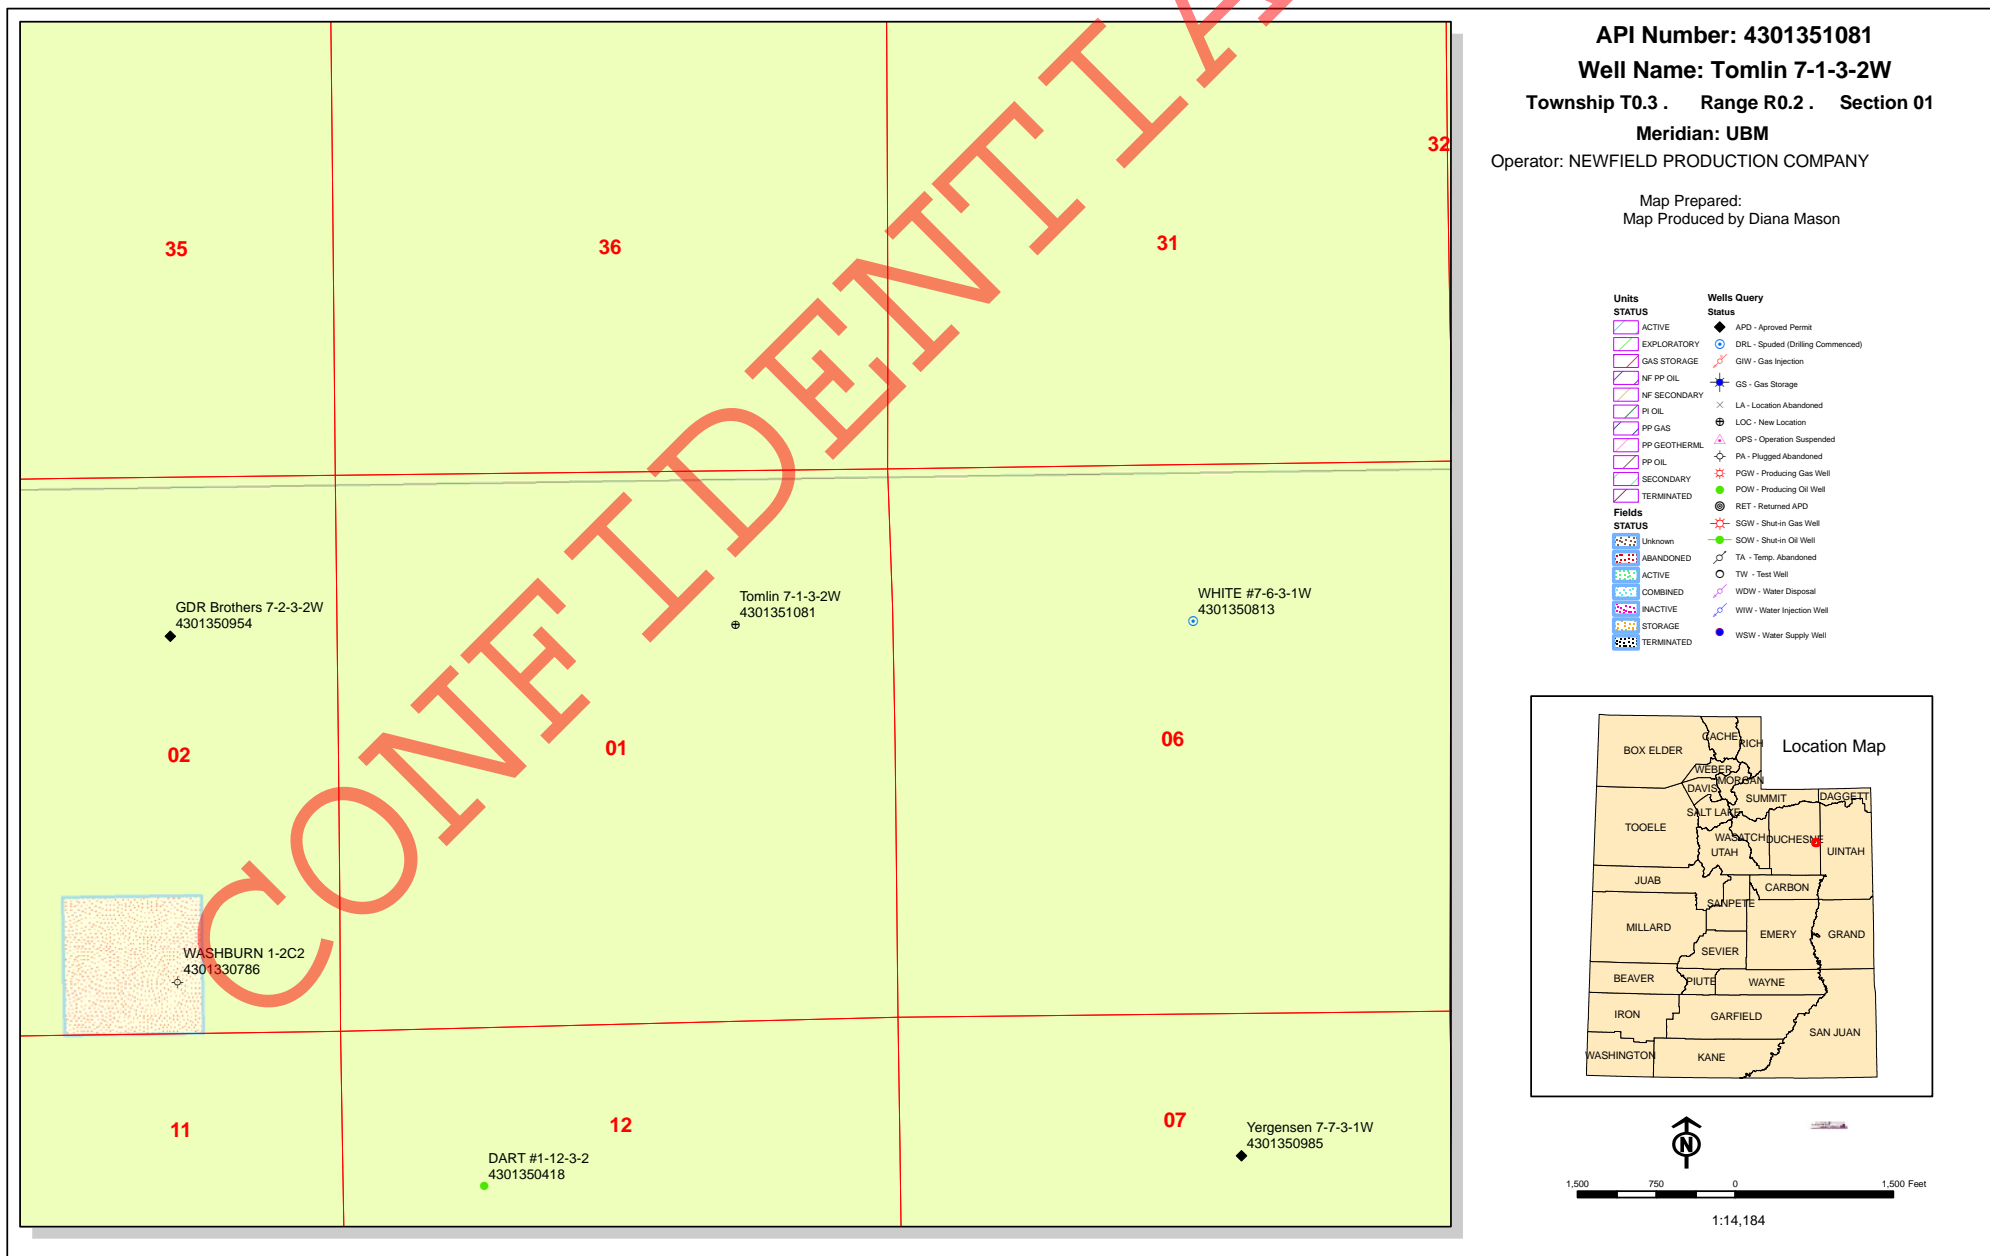 API Number: 4301351081
Well Name: Tomlin 7-1-3-2W
Township T0.3 . Range R0.2 . Section 01
Meridian: UBM
Operator: NEWFIELD PRODUCTION COMPANY
Map Prepared:
Map Produced by Diana Mason
CONFIDENTIA
35
36
31
32
GDR Brothers 7-2-3-2W
4301350954
Tomlin 7-1-3-2W
4301351081
WHITE #7-6-3-1W
4301350813
02
01
06
WASHBURN 1-2C2
4301330786
11
12
07
DART #1-12-3-2
4301350418
Yergensen 7-7-3-1W
4301350985
Units
STATUS
ACTIVE
EXPLORATORY
GAS STORAGE
NF PP OIL
NF SECONDARY
PI OIL
PP GAS
PP GEOTHERML
PP OIL
SECONDARY
TERMINATED
Fields
STATUS
Unknown
ABANDONED
ACTIVE
COMBINED
INACTIVE
STORAGE
TERMINATED
Wells Query
Status
APD - Aproved Permit
DRL - Spuded (Drilling Commenced)
GIW - Gas Injection
GS - Gas Storage
LA - Location Abandoned
LOC - New Location
OPS - Operation Suspended
PA - Plugged Abandoned
PGW - Producing Gas Well
POW - Producing Oil Well
RET - Returned APD
SGW - Shut-in Gas Well
SOW - Shut-in Oil Well
TA - Temp. Abandoned
TW - Test Well
WDW - Water Disposal
WIW - Water Injection Well
WSW - Water Supply Well
Location Map
BOX ELDER
CACHE
RICH
WEBER
MORGAN
DAVIS
SUMMIT
DAGGETT
SALT LAKE
TOOELE
WASATCH
DUCHESNE
UTAH
UINTAH
JUAB
CARBON
SANPETE
MILLARD
EMERY
GRAND
SEVIER
BEAVER
PIUTE
WAYNE
IRON
GARFIELD
SAN JUAN
WASHINGTON
KANE
N
1,500 750 0 1,500 Feet
1:14,184